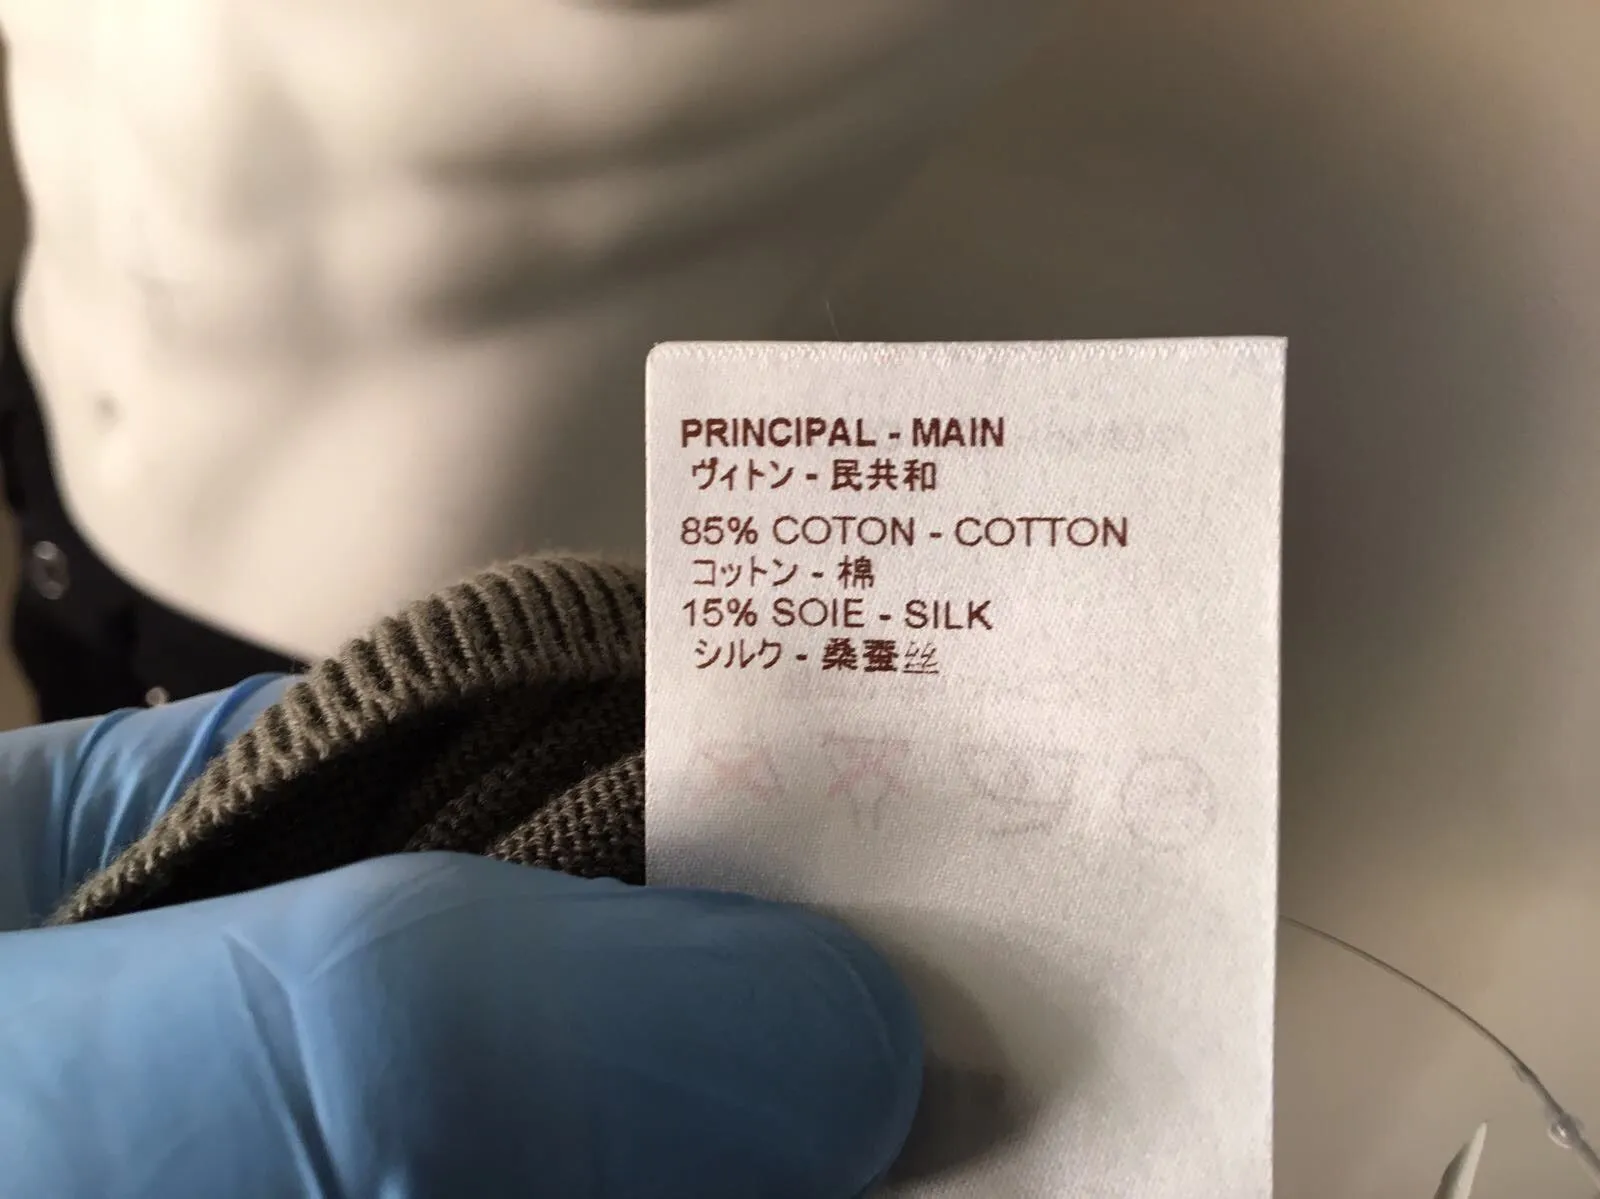 PRINCIPAL - MAIN
ヴィトン - 民共和
85% COTON - COTTON
コットン - 棉
15% SOIE - SILK
シルク - 桑蚕丝